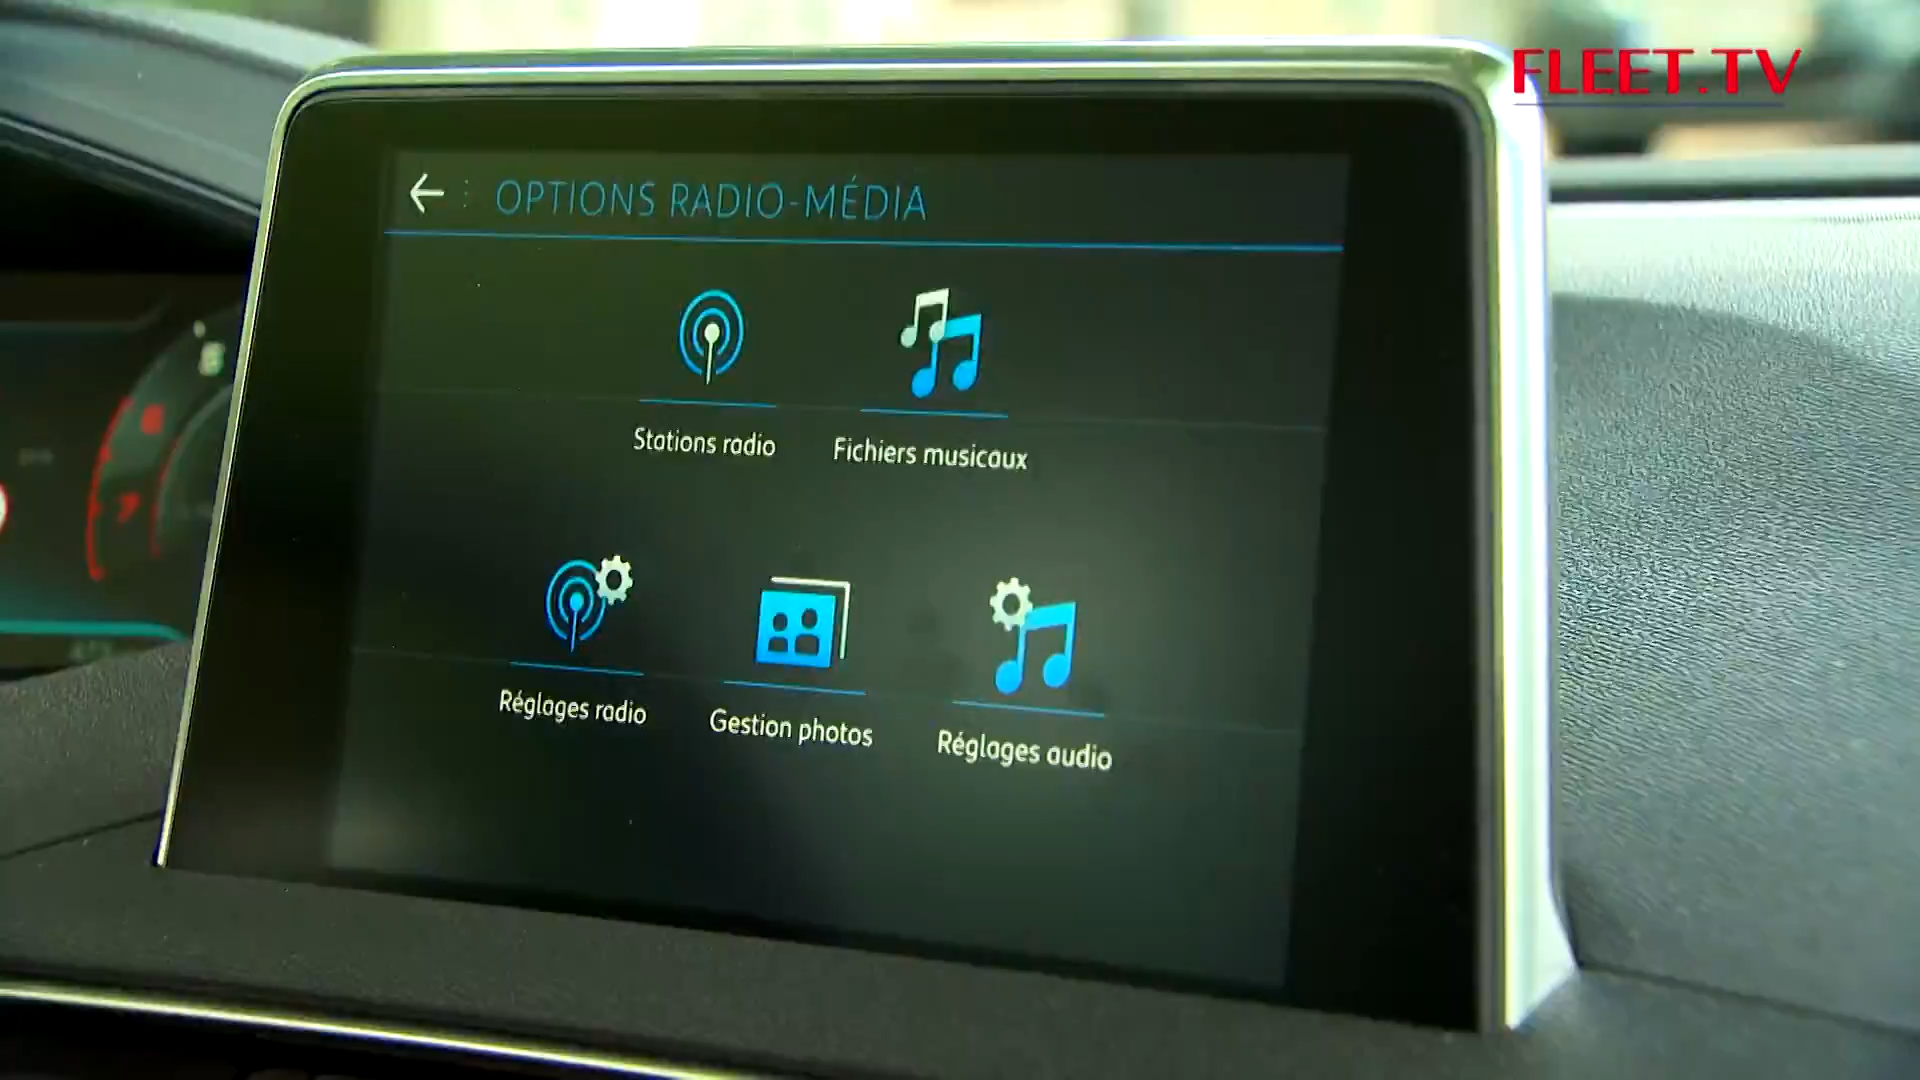 FLEET.TV
OPTIONS RADIO-MÉDIA
Stations radio
Fichiers musicaux
Réglages radio
Gestion photos
Réglages audio